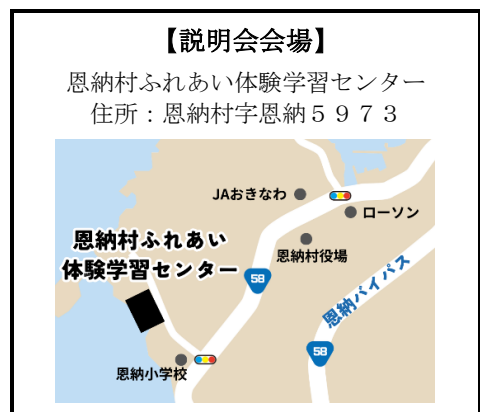 【説明会会場】
恩納村ふれあい体験学習センター
住所：恩納村字恩納５９７３
JAおきなわ
ローソン
恩納村ふれあい
体験学習センター
恩納村役場
58
恩納バイパス
58
恩納小学校